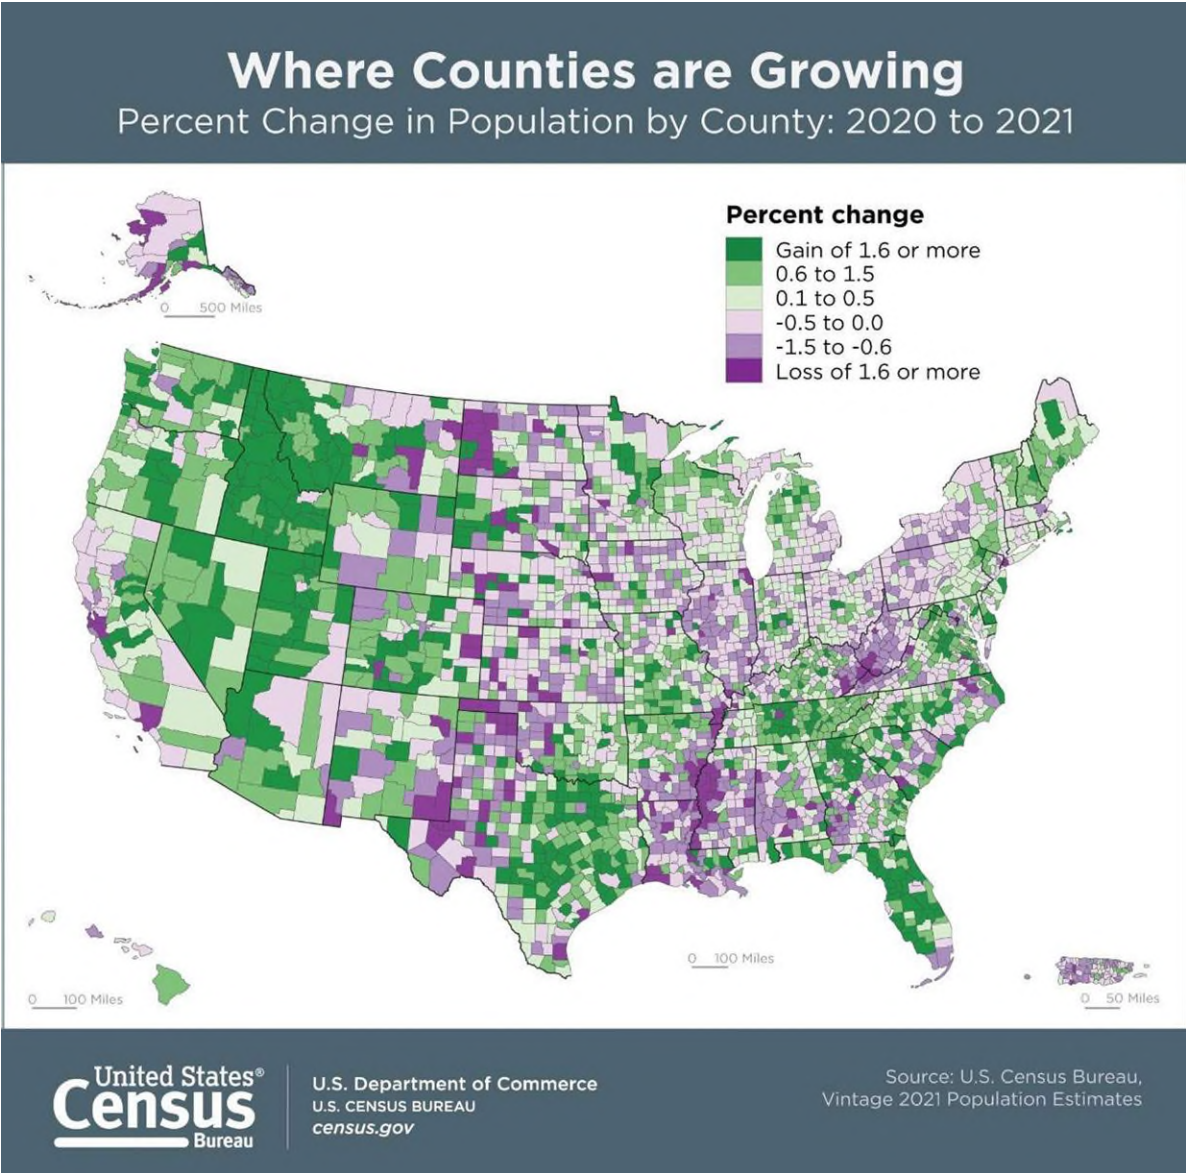 Where Counties are Growing
Percent Change in Population by County: 2020 to 2021
Percent change
Gain of 1.6 or more
0.6 to 1.5
0.1 to 0.5
-0.5 to 0.0
-1.5 to -0.6
Loss of 1.6 or more
0 500 Miles
0 100 Miles
0 100 Miles
0 50 Miles
United States®
Census
Bureau
U.S. Department of Commerce
U.S. CENSUS BUREAU
census.gov
Source: U.S. Census Bureau,
Vintage 2021 Population Estimates